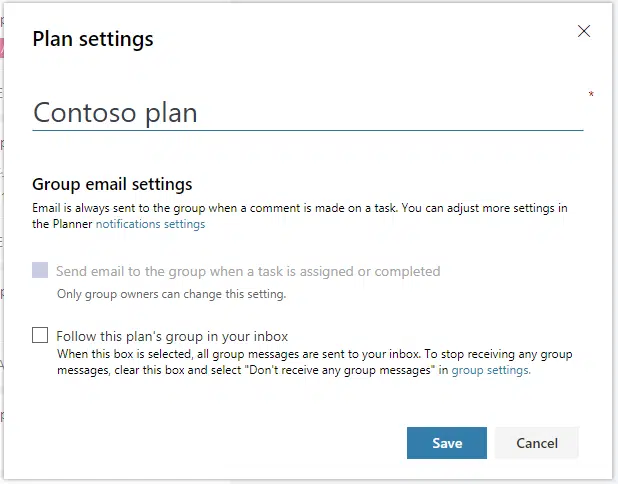 Plan settings
*
Contoso plan
Group email settings
Email is always sent to the group when a comment is made on a task. You can adjust more settings in
the Planner notifications settings
Send email to the group when a task is assigned or completed
Only group owners can change this setting.
Follow this plan's group in your inbox
When this box is selected, all group messages are sent to your inbox. To stop receiving any group
messages, clear this box and select "Don't receive any group messages" in group settings.
Save Cancel